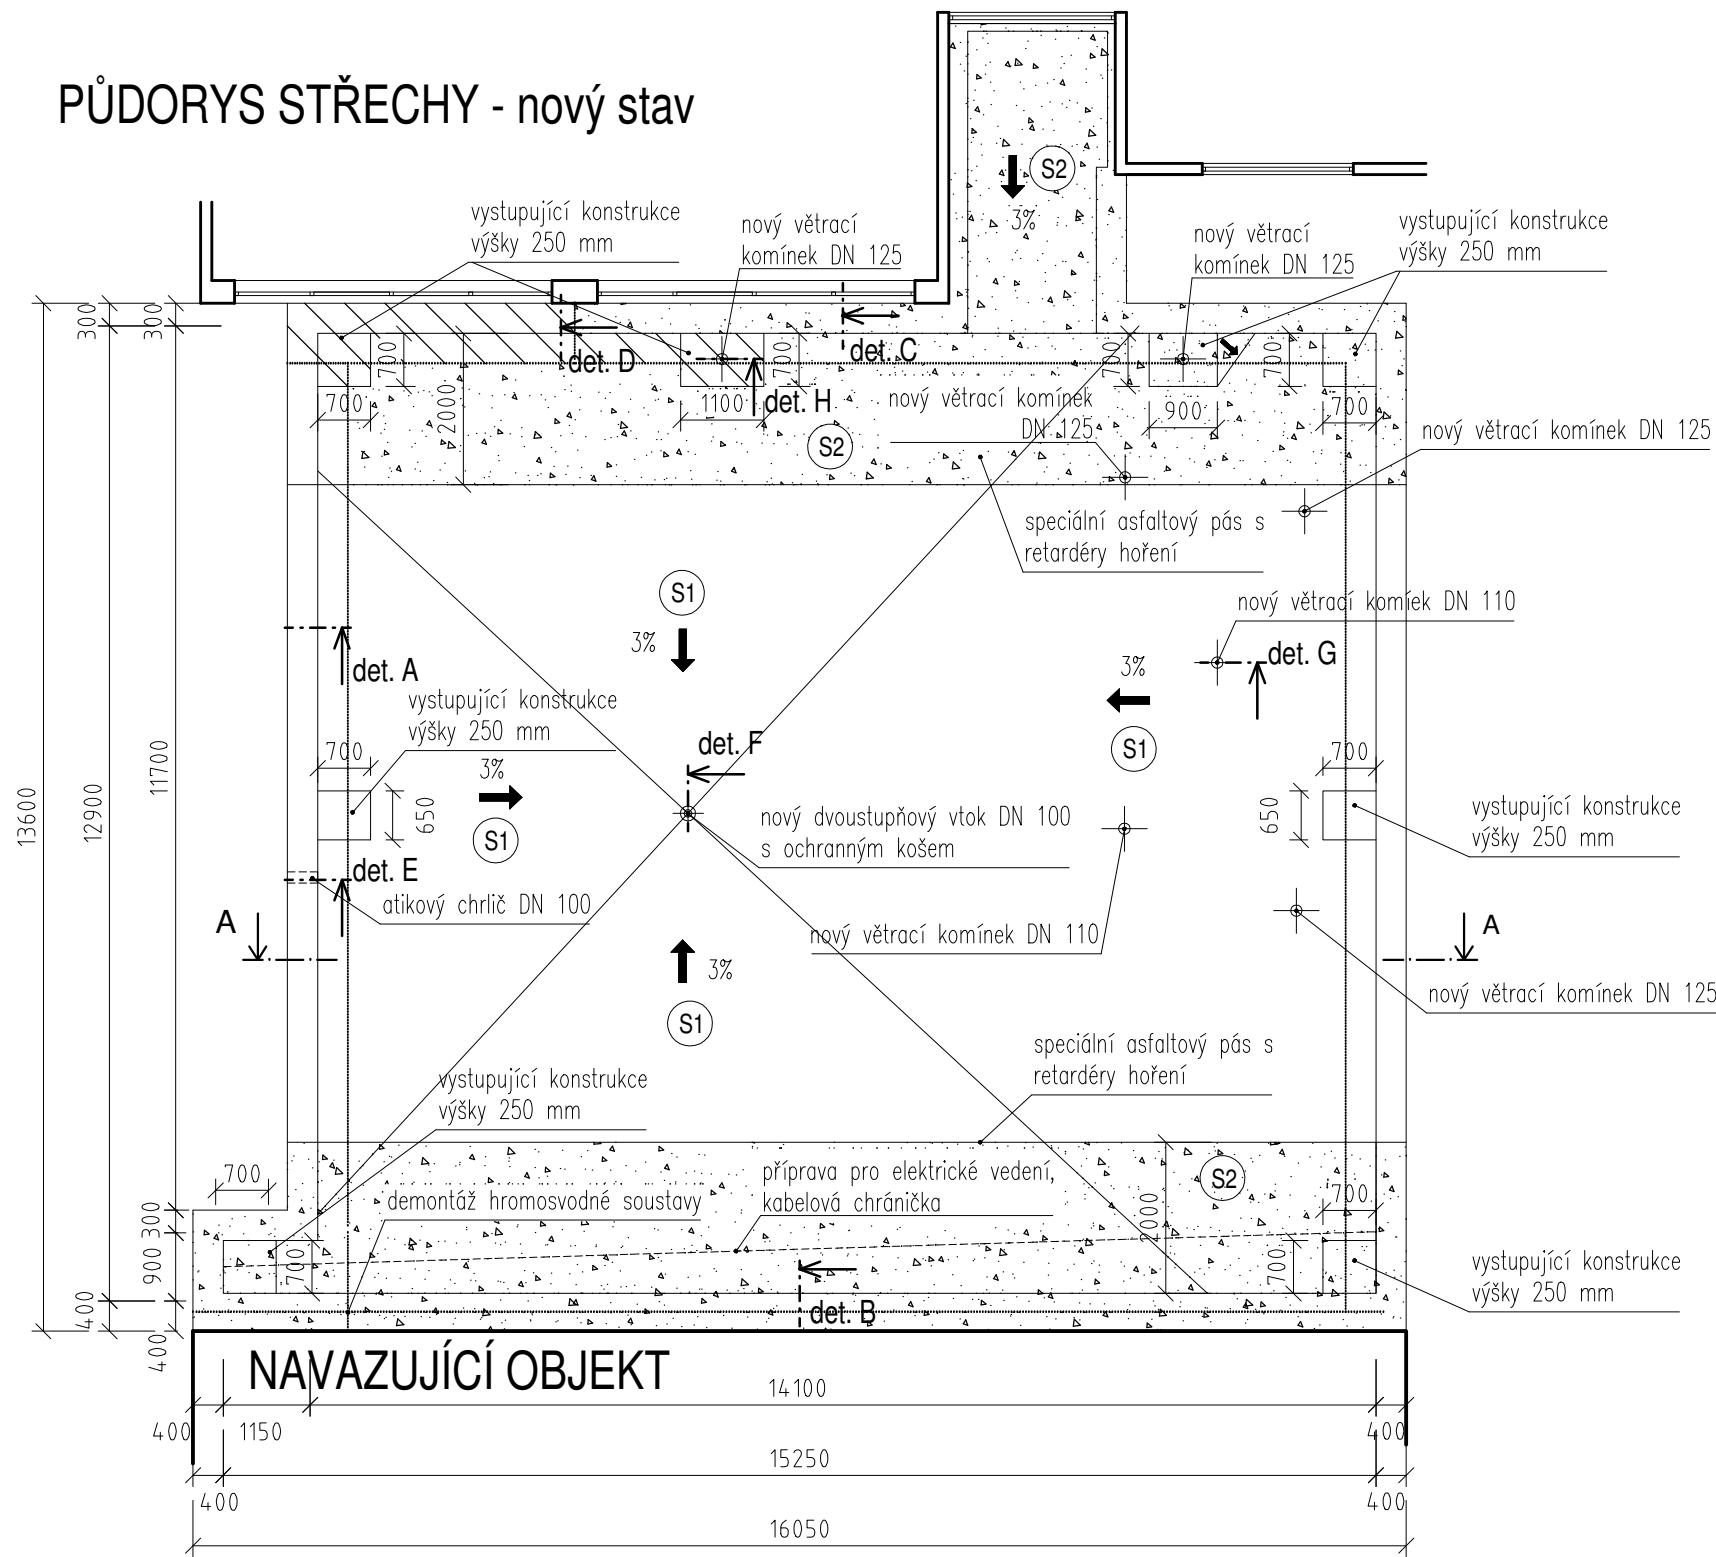 PŮDORYS STŘECHY - nový stav
S2
3%
vystupující konstrukce
výšky 250 mm
nový větrací
komínek DN 125
nový větrací
komínek DN 125
vystupující konstrukce
výšky 250 mm
300
300
det. D
det. C
700
700
700
700
2000
700
1100
det. H
900
700
nový větrací komínek
DN 125
S2
nový větrací komínek DN 125
speciální asfaltový pás s
retardéry hoření
S1
3%
nový větrací komíek DN 110
det. G
3%
S1
det. A
vystupující konstrukce
výšky 250 mm
700
3%
650
S1
det. F
nový dvoustupňový vtok DN 100
s ochranným košem
700
650
vystupující konstrukce
výšky 250 mm
13600
12900
11700
det. E
atikový chrlič DN 100
A
A
nový větrací komínek DN 110
3%
S1
nový větrací komínek DN 125
speciální asfaltový pás s
retardéry hoření
vystupující konstrukce
výšky 250 mm
700
demontáž hromosvodné soustavy
příprava pro elektrické vedení,
kabelová chránička
S2
2000
700
700
700
vystupující konstrukce
výšky 250 mm
300
900
400
400
det. B
NAVAZUJÍCÍ OBJEKT
14100
400
1150
400
15250
400
400
16050